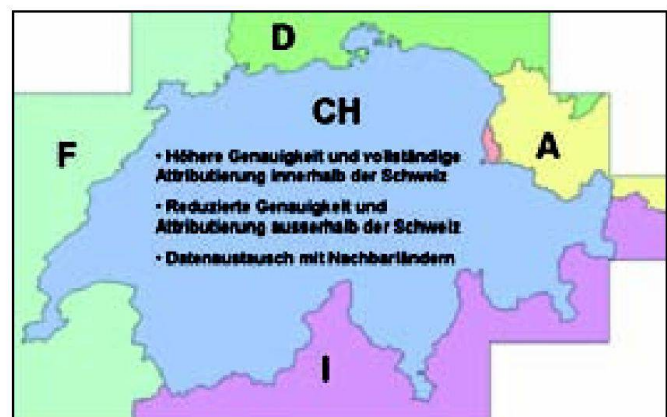 D
CH
F
A
• Höhere Genauigkeit und vollständige
Attributierung innerhalb der Schweiz
• Reduzierte Genauigkeit und
Attributierung ausserhalb der Schweiz
• Datenaustausch mit Nachbarländern
I